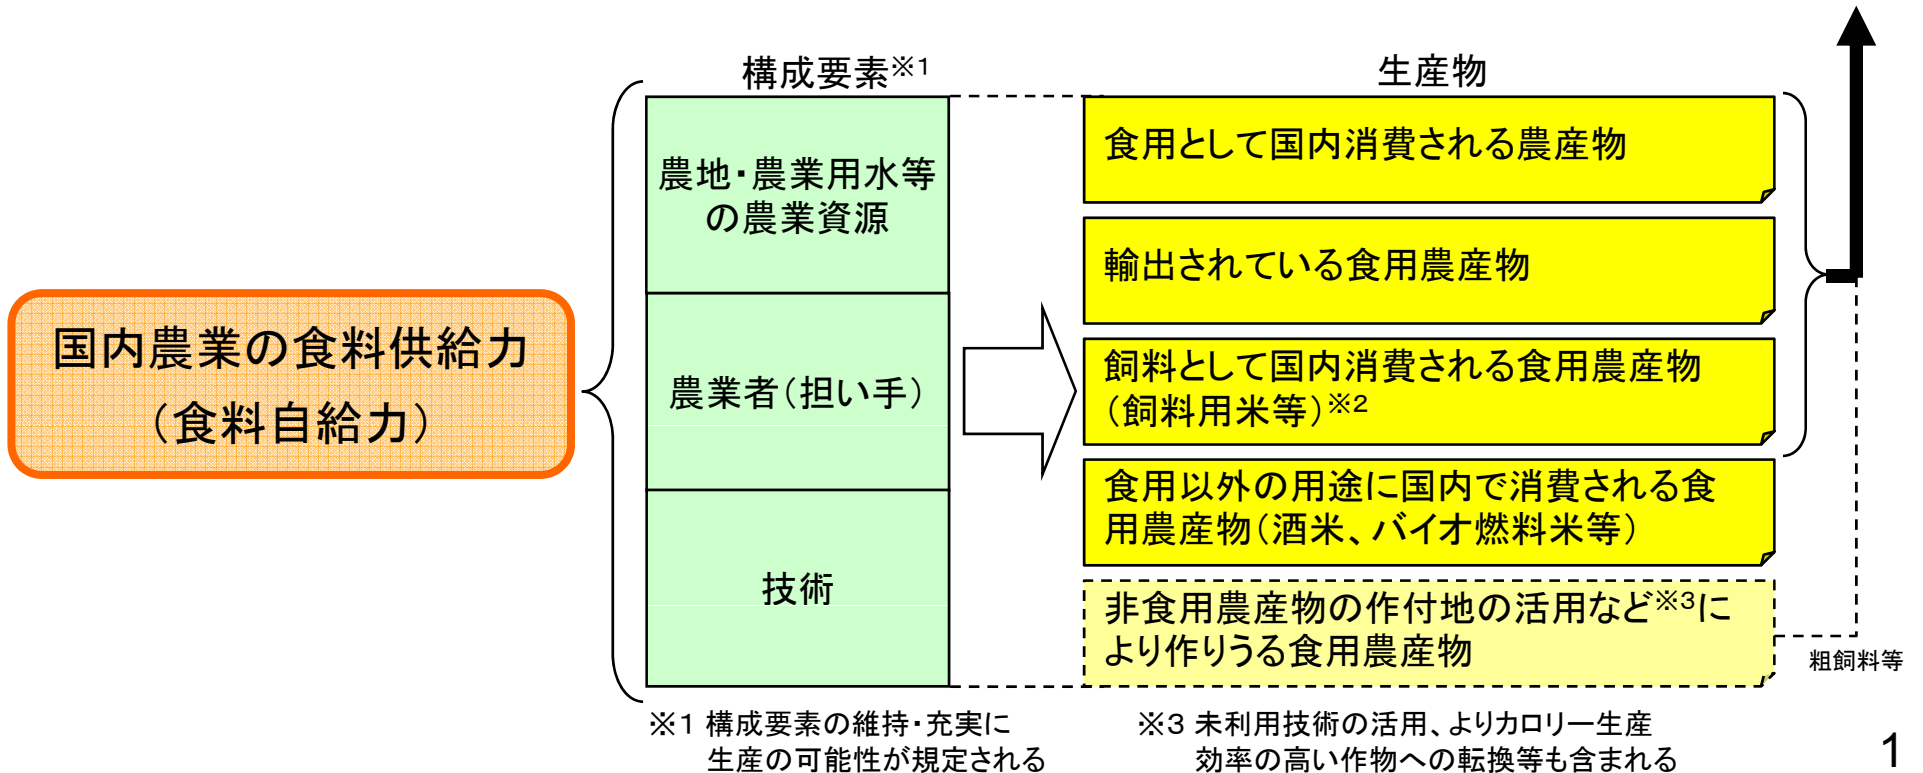 構成要素※1
生産物
国内農業の食料供給力
(食料自給力)
農地・農業用水等
の農業資源
農業者(担い手)
技術
食用として国内消費される農産物
輸出されている食用農産物
飼料として国内消費される食用農産物
(飼料用米等)※2
食用以外の用途に国内で消費される食
用農産物(酒米、バイオ燃料米等)
非食用農産物の作付地の活用など※3に
より作りうる食用農産物
粗飼料等
※1 構成要素の維持・充実に
生産の可能性が規定される
※3 未利用技術の活用、よりカロリー生産
効率の高い作物への転換等も含まれる
1